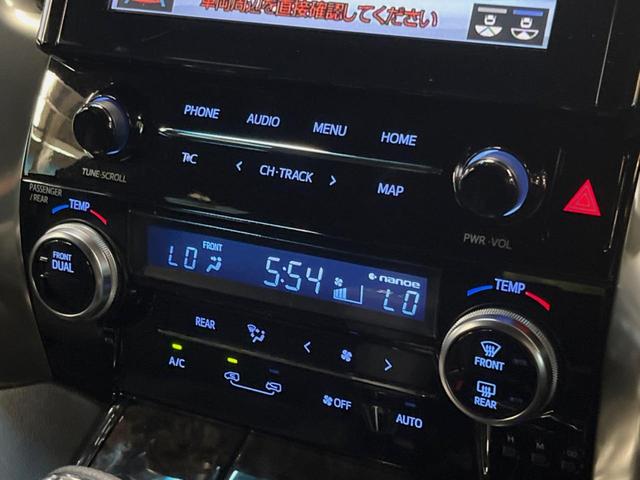 車両周辺を直接確認してください
PHONE AUDIO MENU HOME
T C CH·TRACK MAP
TUNE·SCROLL
PWR·VOL
PASSENGER
/REAR
TEMP
FRONT
DUAL
LO FRONT 5:54 nanoe LO
TEMP
FRONT
REAR
REAR
A/C
OFF
AUTO